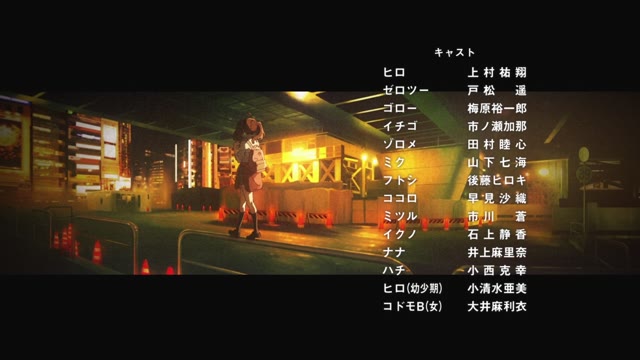 キャスト
ヒロ 上村祐翔
ゼロツー 戸松 遥
ゴロー 梅原裕一郎
イチゴ 市ノ瀬加那
ゾロメ 田村睦心
ミク 山下七海
フトシ 後藤ヒロキ
ココロ 早見沙織
ミツル 市川 蒼
イクノ 石上静香
ナナ 井上麻里奈
ハチ 小西克幸
ヒロ(幼少期) 小清水亜美
コドモB(女) 大井麻利衣